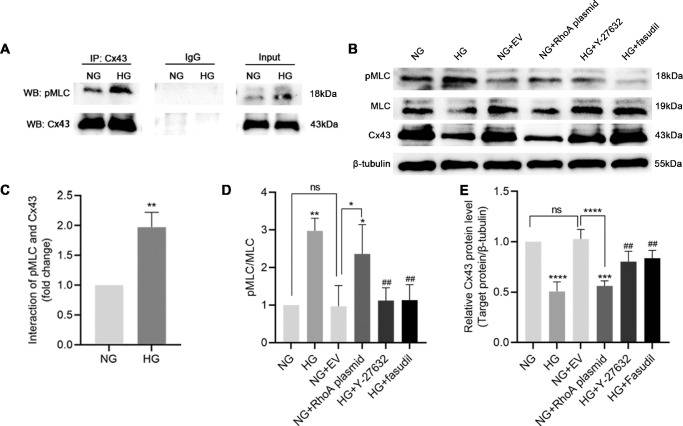 A
IP: Cx43
IgG
Input
NG HG
NG HG
NG HG
WB: pMLC
18kDa
WB: Cx43
43kDa
B
NG
HG
NG+EV
NG+RhoA plasmid
HG+Y-27632
HG+fasudil
pMLC
18kDa
MLC
19kDa
Cx43
43kDa
β-tubulin
55kDa
C
Interaction of pMLC and Cx43
(fold change)
2.5
2.0
1.5
1.0
0.5
0.0
**
NG
HG
D
pMLC/MLC
4
3
2
1
0
ns
**
*
*
##
##
NG
HG
NG+EV
NG+RhoA plasmid
HG+Y-27632
HG+fasudil
E
Relative Cx43 protein level
(Target protein/β-tubulin)
1.5
1.0
0.5
0.0
ns
****
****
***
##
##
NG
HG
NG+EV
NG+RhoA plasmid
HG+Y-27632
HG+Fasudil